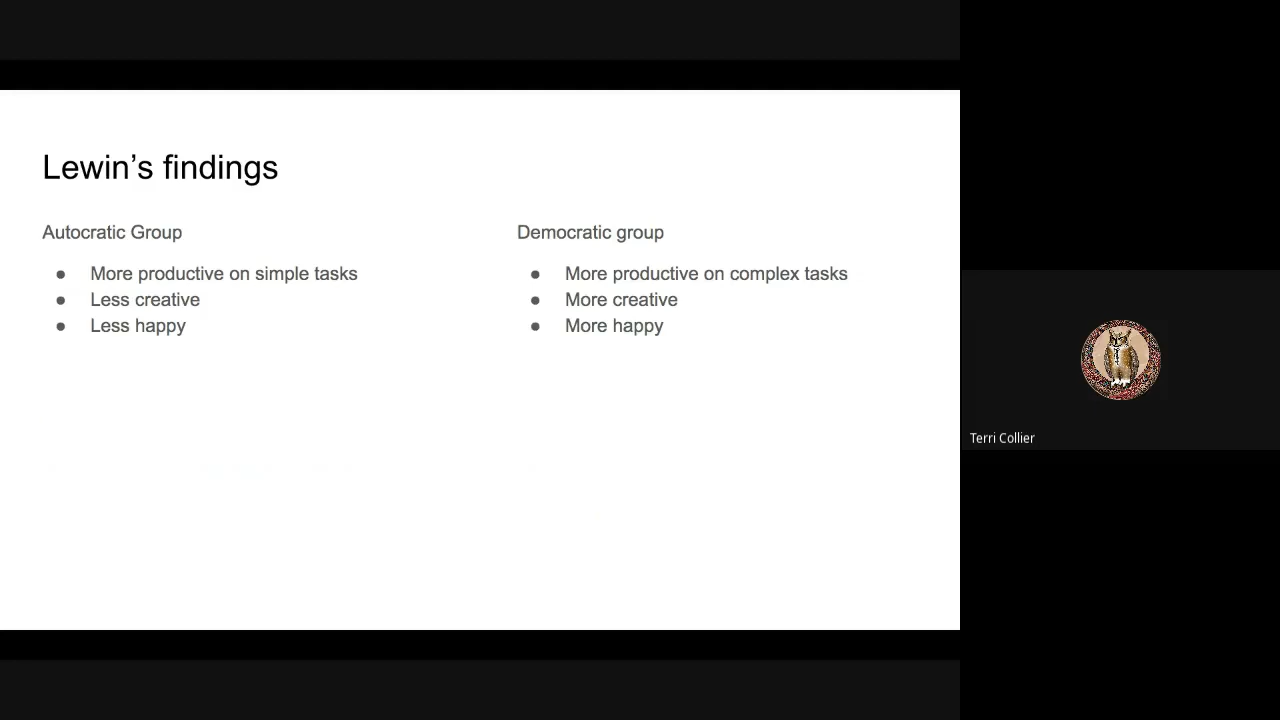 Lewin’s findings
Autocratic Group
● More productive on simple tasks
● Less creative
● Less happy
Democratic group
● More productive on complex tasks
● More creative
● More happy
Terri Collier